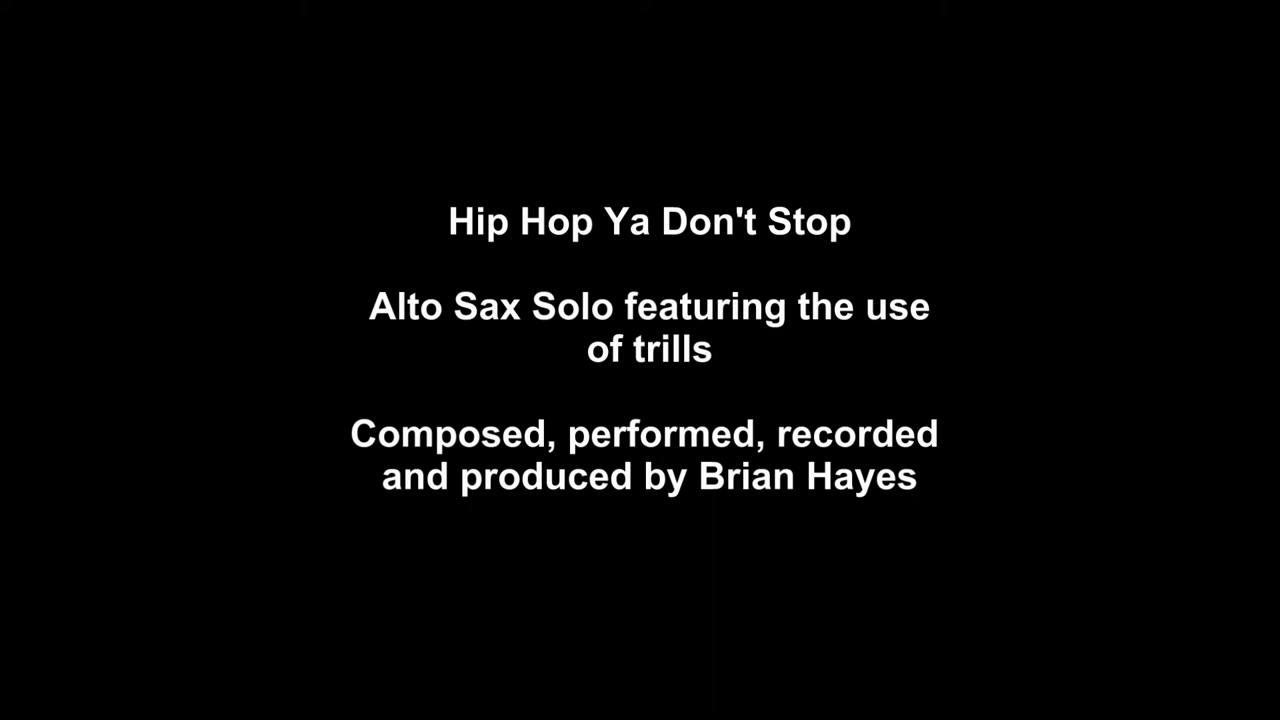 Hip Hop Ya Don't Stop
Alto Sax Solo featuring the use
of trills
Composed, performed, recorded
and produced by Brian Hayes